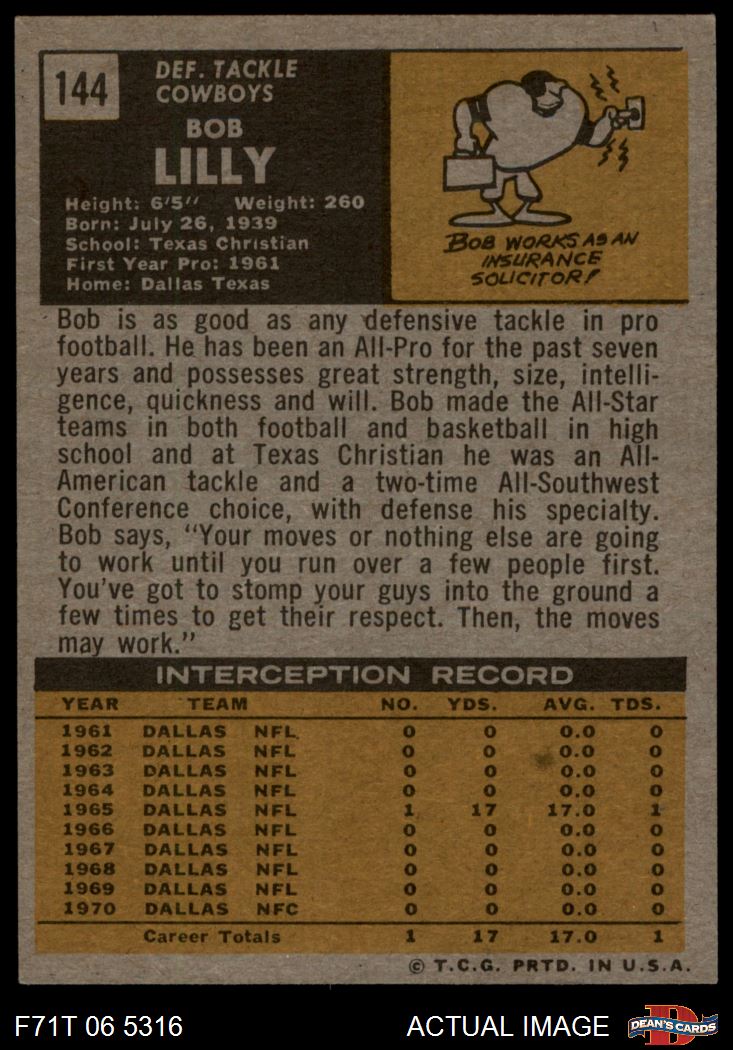 144
DEF. TACKLE
COWBOYS
BOB
LILLY
Height: 6'5" Weight: 260
Born: July 26, 1939
School: Texas Christian
First Year Pro: 1961
Home: Dallas Texas
BOB WORKS AS AN
INSURANCE
SOLICITOR!
Bob is as good as any defensive tackle in pro
football. He has been an All-Pro for the past seven
years and possesses great strength, size, intelli-
gence, quickness and will. Bob made the All-Star
teams in both football and basketball in high
school and at Texas Christian he was an All-
American tackle and a two-time All-Southwest
Conference choice, with defense his specialty.
Bob says, "Your moves or nothing else are going
to work until you run over a few people first.
You've got to stomp your guys into the ground a
few times to get their respect. Then, the moves
may work."
INTERCEPTION RECORD
YEAR TEAM NO. YDS. AVG. TDS.
1961 DALLAS NFL 0 0 0.0 0
1962 DALLAS NFL 0 0 0.0 0
1963 DALLAS NFL 0 0 0.0 0
1964 DALLAS NFL 0 0 0.0 0
1965 DALLAS NFL 1 17 17.0 1
1966 DALLAS NFL 0 0 0.0 0
1967 DALLAS NFL 0 0 0.0 0
1968 DALLAS NFL 0 0 0.0 0
1969 DALLAS NFL 0 0 0.0 0
1970 DALLAS NFC 0 0 0.0 0
Career Totals 1 17 17.0 1
© T.C.G. PRTD. IN U.S.A.
F71T 06 5316 ACTUAL IMAGE DEAN'S CARDS